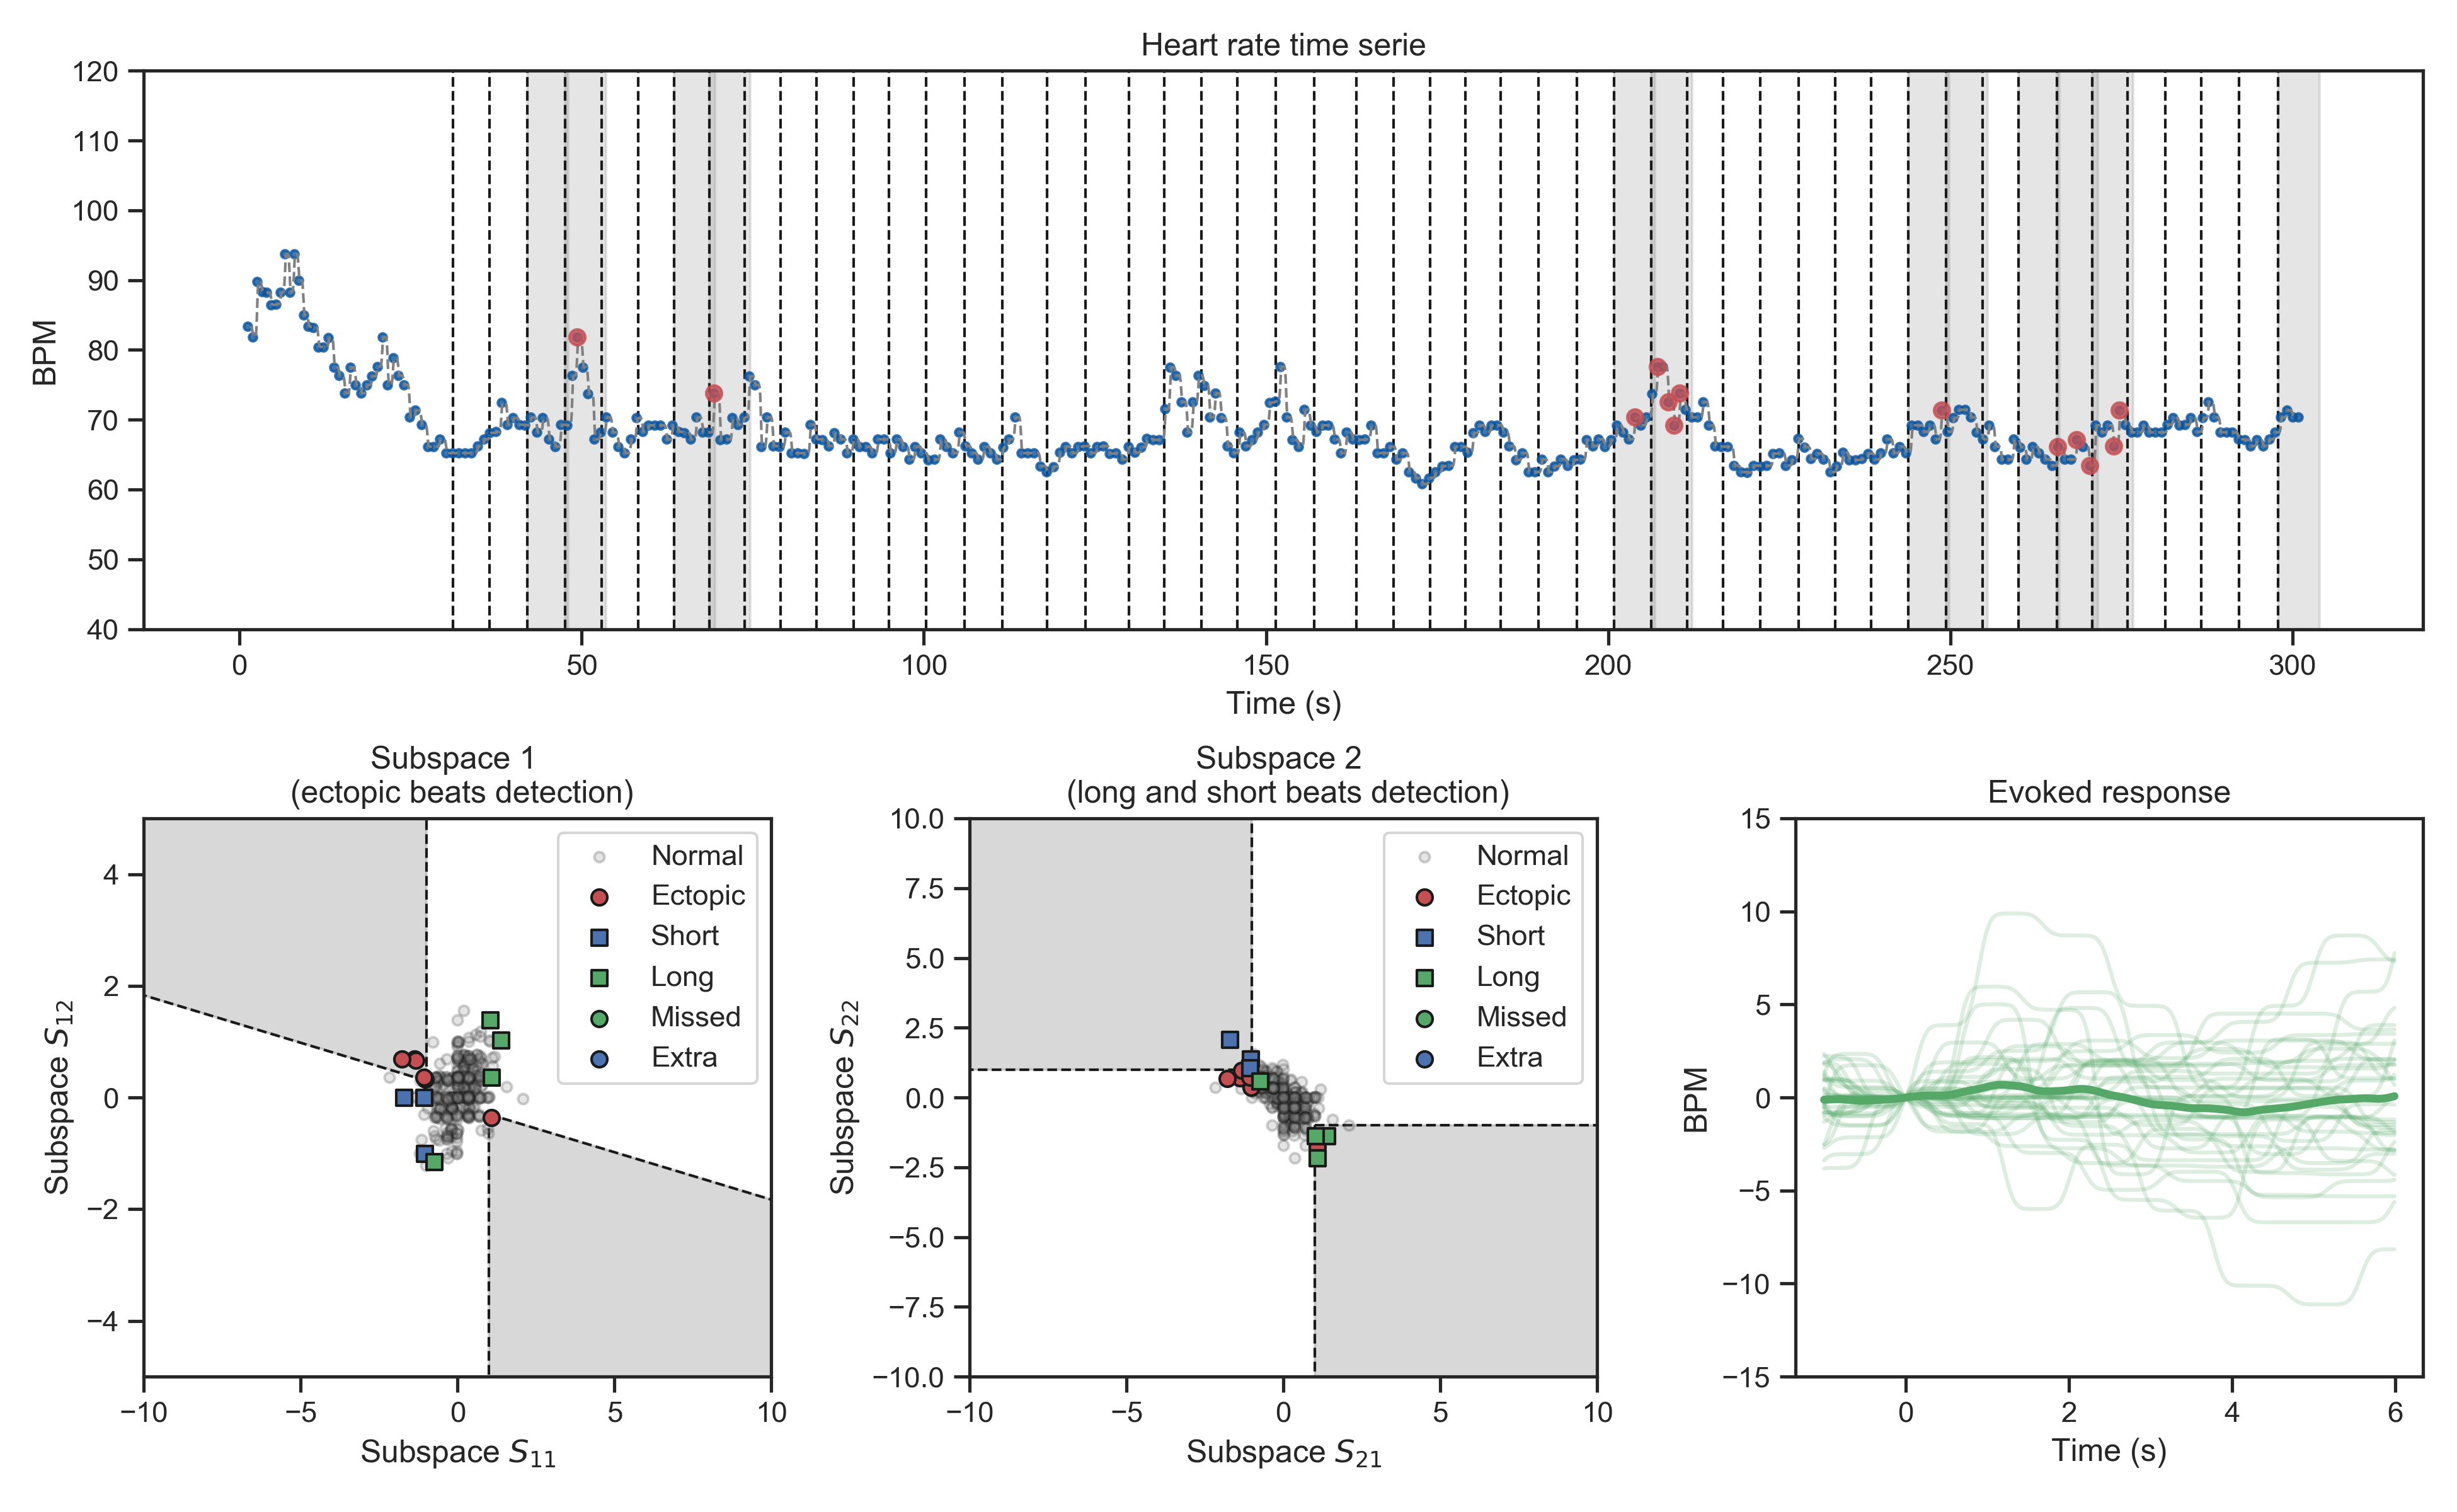 Heart rate time serie
120
110
100
90
80
70
60
50
40
BPM
0 50 100 150 200 250 300
Time (s)
Subspace 1
(ectopic beats detection)
4
2
0
−2
−4
Subspace S12
Normal
Ectopic
Short
Long
Missed
Extra
−10 −5 0 5 10
Subspace S11
Subspace 2
(long and short beats detection)
10.0
7.5
5.0
2.5
0.0
−2.5
−5.0
−7.5
−10.0
Subspace S22
Normal
Ectopic
Short
Long
Missed
Extra
−10 −5 0 5 10
Subspace S21
Evoked response
15
10
5
0
−5
−10
−15
BPM
0 2 4 6
Time (s)